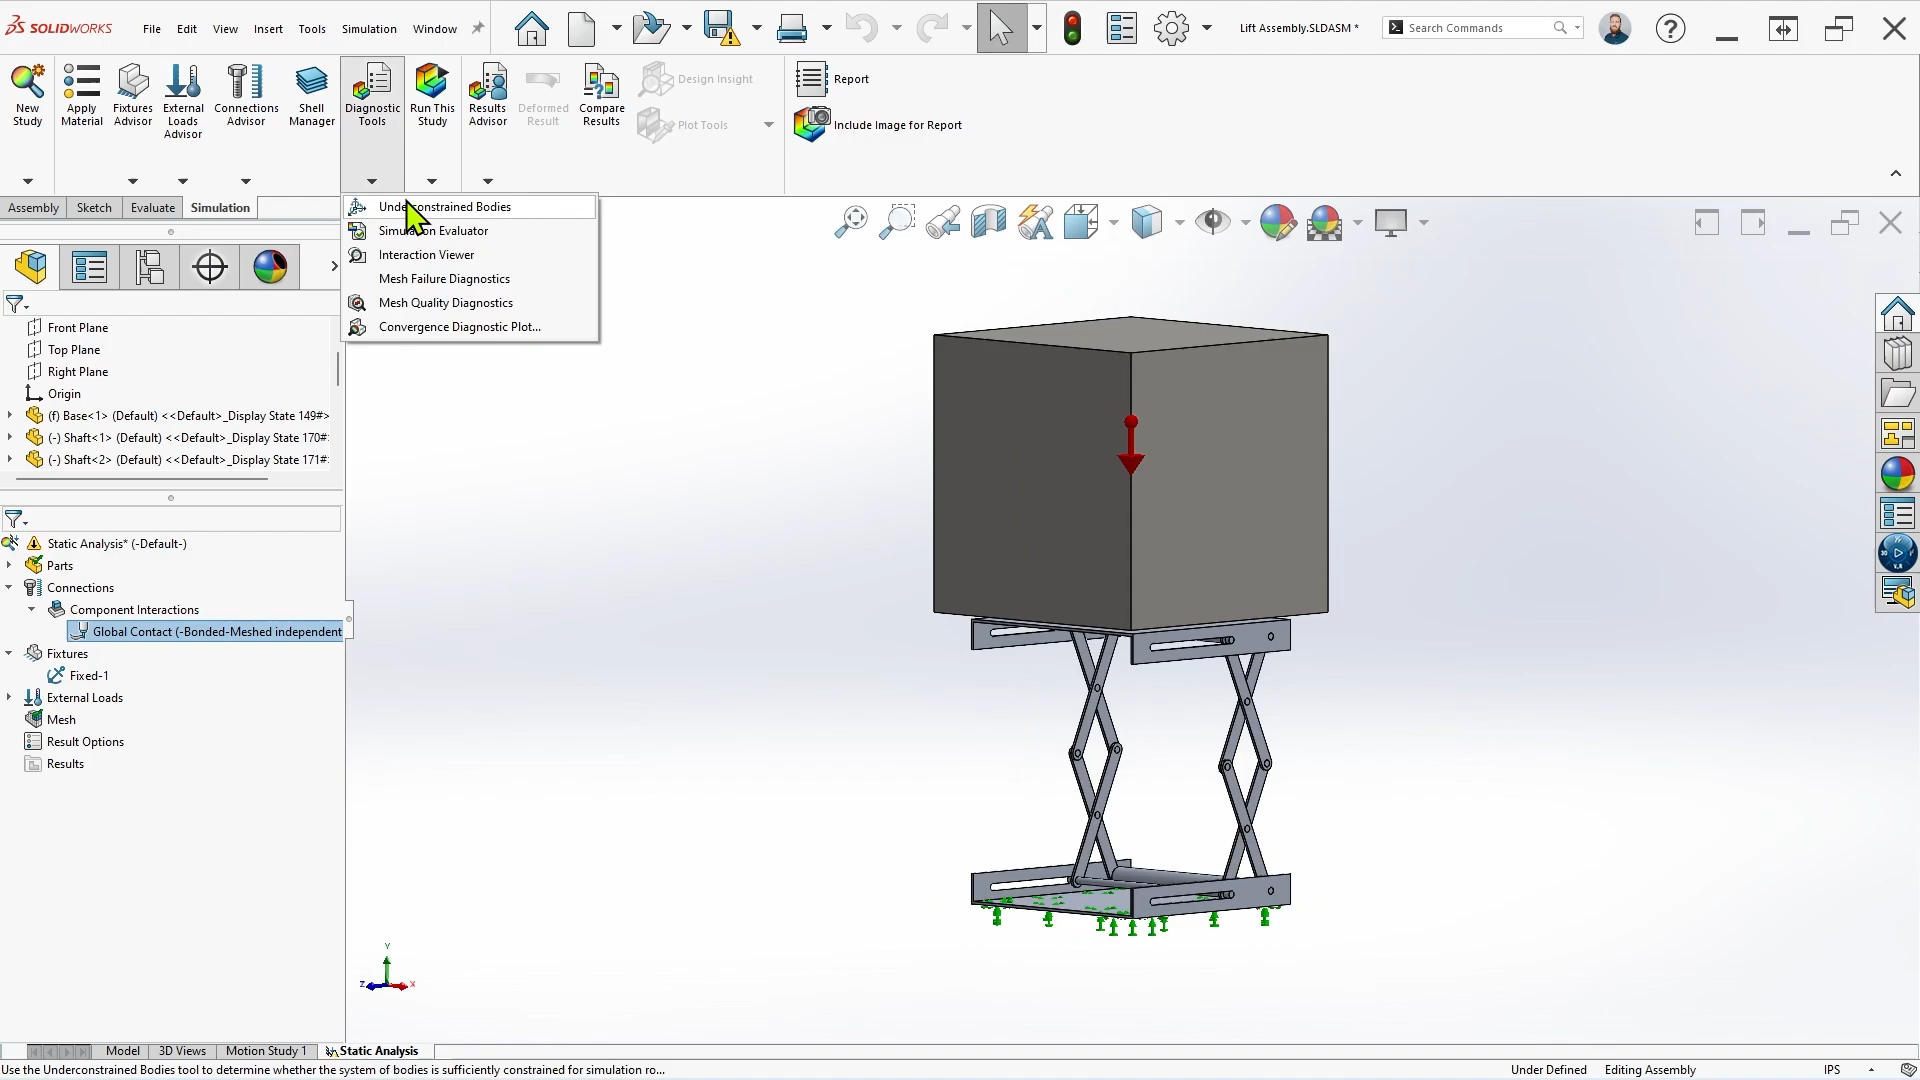 SOLIDWORKS
File Edit View Insert Tools Simulation Window
Lift Assembly.SLDASM *
Search Commands
New Study
Apply Material
Fixtures Advisor
External Loads Advisor
Connections Advisor
Shell Manager
Diagnostic Tools
Run This Study
Results Advisor
Deformed Result
Compare Results
Design Insight
Plot Tools
Report
Include Image for Report
Assembly Sketch Evaluate Simulation
Underconstrained Bodies
Simulation Evaluator
Interaction Viewer
Mesh Failure Diagnostics
Mesh Quality Diagnostics
Convergence Diagnostic Plot...
Front Plane
Top Plane
Right Plane
Origin
(f) Base<1> (Default) <<Default>_Display State 149#>
(-) Shaft<1> (Default) <<Default>_Display State 170#
(-) Shaft<2> (Default) <<Default>_Display State 171#
Static Analysis* (-Default-)
Parts
Connections
Component Interactions
Global Contact (-Bonded-Meshed independent
Fixtures
Fixed-1
External Loads
Mesh
Result Options
Results
Y
Z X
Model 3D Views Motion Study 1 Static Analysis
Use the Underconstrained Bodies tool to determine whether the system of bodies is sufficiently constrained for simulation ro...
Under Defined Editing Assembly IPS